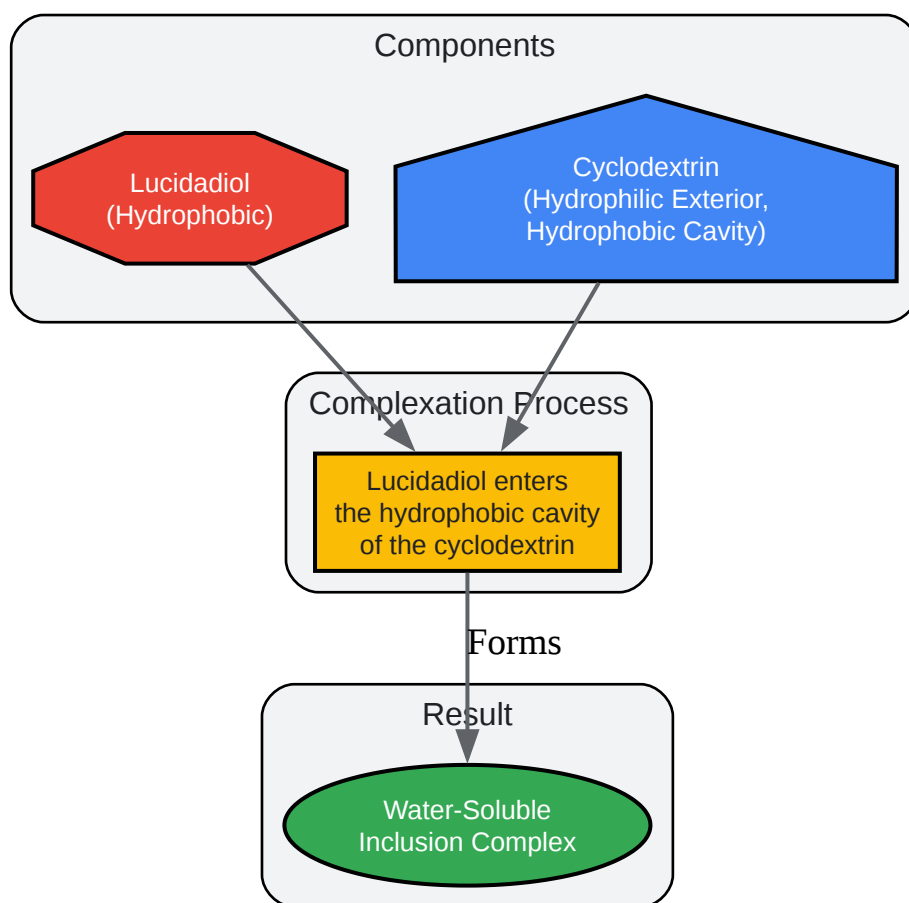 Components
Lucidadiol
(Hydrophobic)
Cyclodextrin
(Hydrophilic Exterior,
Hydrophobic Cavity)
Complexation Process
Lucidadiol enters
the hydrophobic cavity
of the cyclodextrin
Forms
Result
Water-Soluble
Inclusion Complex